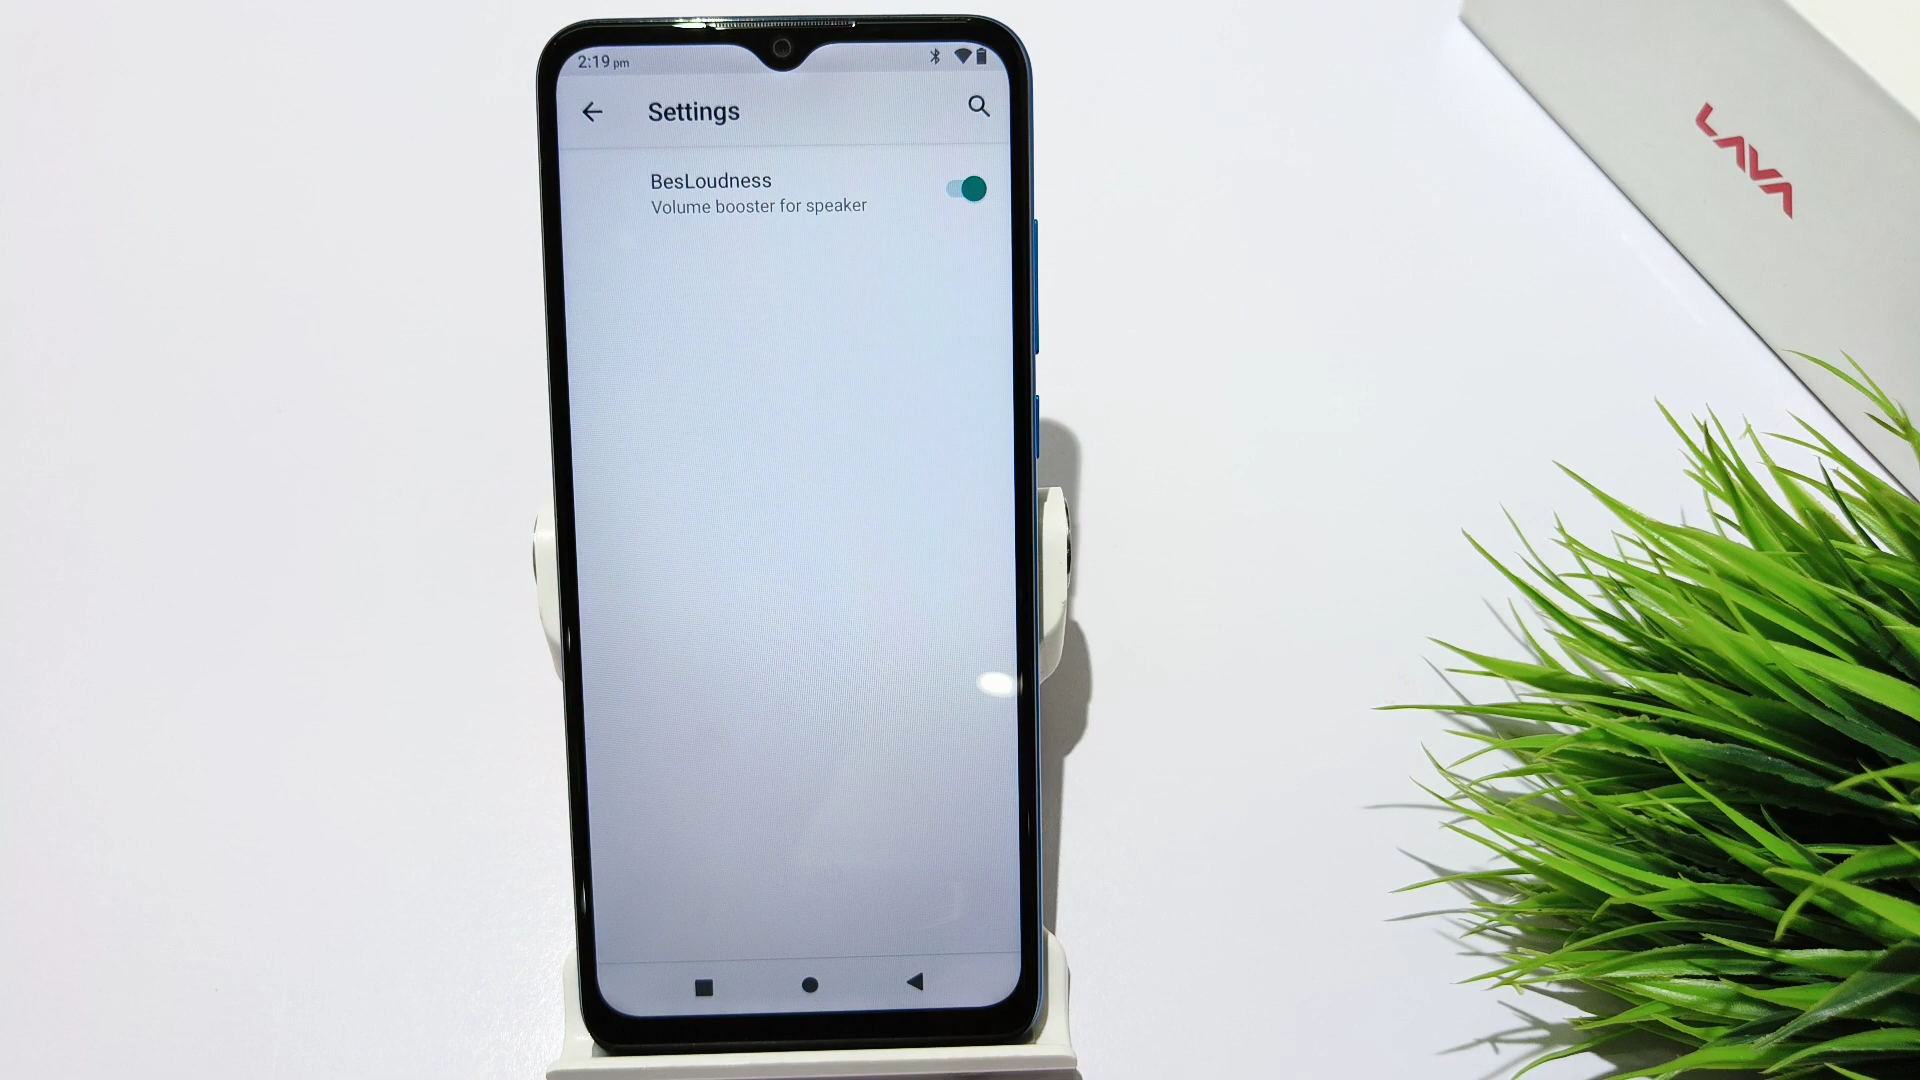 2:19 pm
Settings
BesLoudness
Volume booster for speaker
LAVA